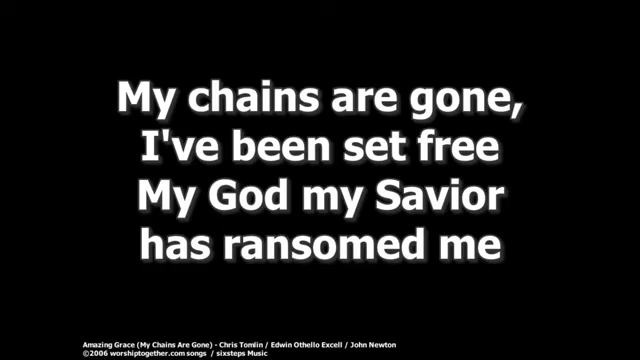 My chains are gone,
I've been set free
My God my Savior
has ransomed me
Amazing Grace (My Chains Are Gone) - Chris Tomlin / Edwin Othello Excell / John Newton
©2006 worshiptogether.com songs / sixsteps Music